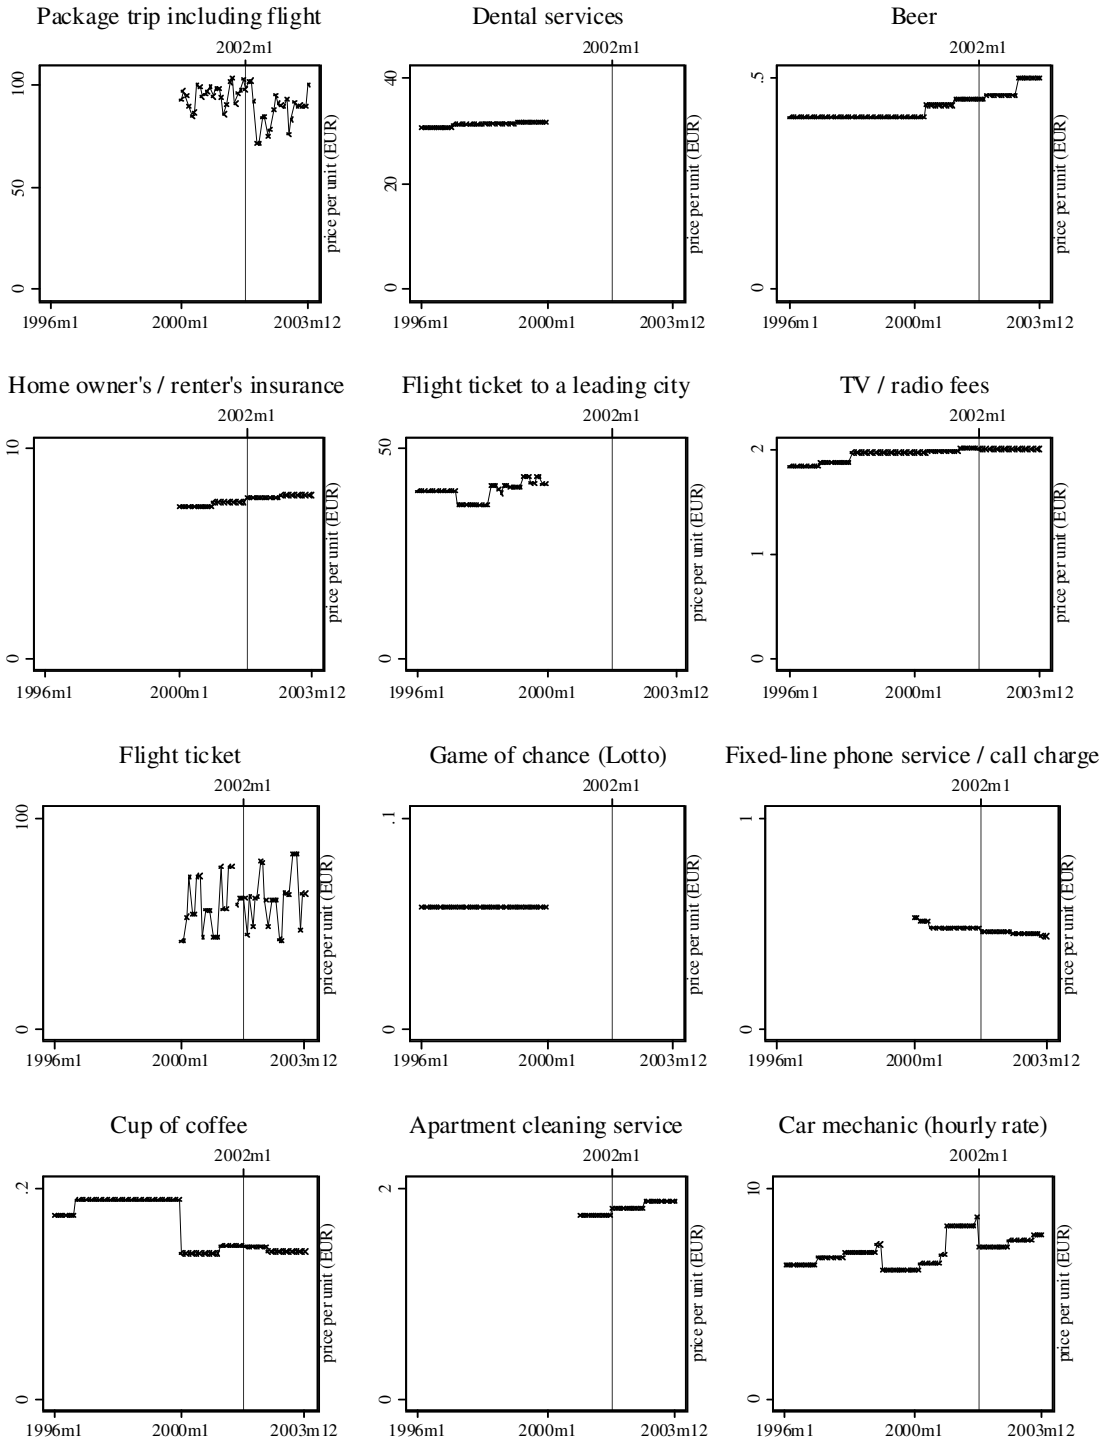 Package trip including flight
Dental services
Beer
2002m1
2002m1
2002m1
100
50
0
price per unit (EUR)
1996m1
2000m1
2003m12
40
20
0
price per unit (EUR)
1996m1
2000m1
2003m12
.5
0
price per unit (EUR)
1996m1
2000m1
2003m12
Home owner's / renter's insurance
Flight ticket to a leading city
TV / radio fees
2002m1
2002m1
2002m1
10
0
price per unit (EUR)
1996m1
2000m1
2003m12
50
0
price per unit (EUR)
1996m1
2000m1
2003m12
2
1
0
price per unit (EUR)
1996m1
2000m1
2003m12
Flight ticket
Game of chance (Lotto)
Fixed-line phone service / call charge
2002m1
2002m1
2002m1
100
0
price per unit (EUR)
1996m1
2000m1
2003m12
.1
0
price per unit (EUR)
1996m1
2000m1
2003m12
1
0
price per unit (EUR)
1996m1
2000m1
2003m12
Cup of coffee
Apartment cleaning service
Car mechanic (hourly rate)
2002m1
2002m1
2002m1
.2
0
price per unit (EUR)
1996m1
2000m1
2003m12
2
0
price per unit (EUR)
1996m1
2000m1
2003m12
10
0
price per unit (EUR)
1996m1
2000m1
2003m12